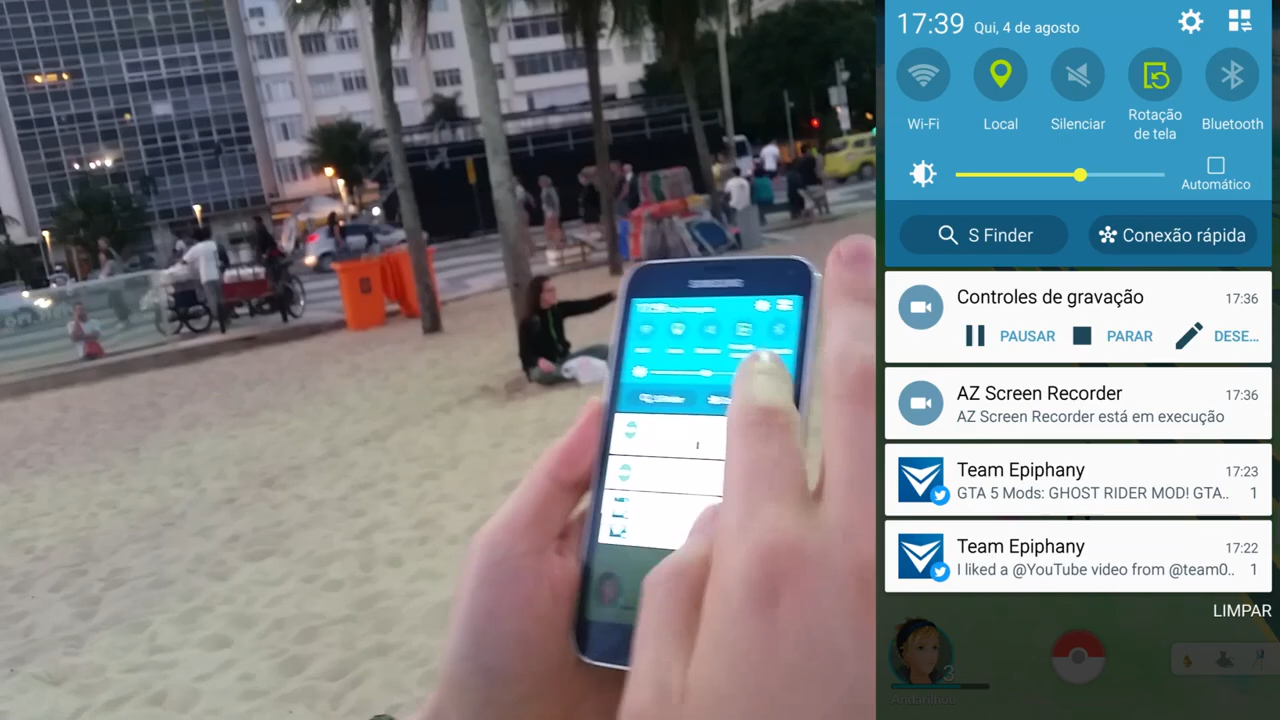 17:39 Qui, 4 de agosto
Wi-Fi
Local
Silenciar
Rotação
de tela
Bluetooth
Automático
S Finder
Conexão rápida
Controles de gravação 17:36
PAUSAR PARAR DESE...
AZ Screen Recorder 17:36
AZ Screen Recorder está em execução
Team Epiphany 17:23
GTA 5 Mods: GHOST RIDER MOD! GTA.. 1
Team Epiphany 17:22
I liked a @YouTube video from @team0.. 1
LIMPAR
3
Andarilhou
SAMSUNG